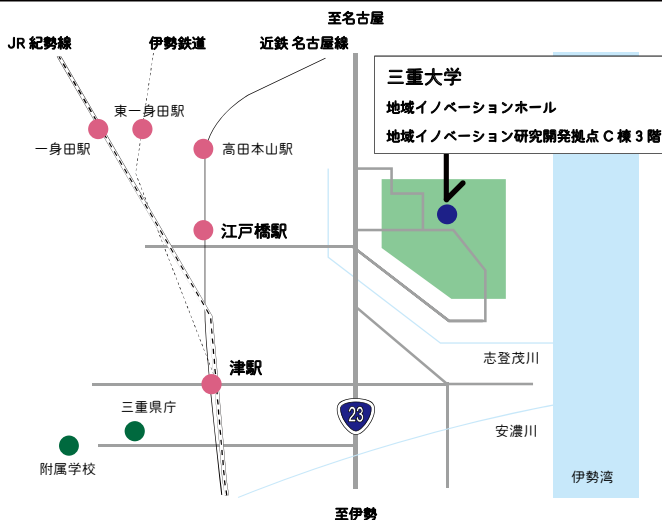 至名古屋
JR 紀勢線
伊勢鉄道
近鉄 名古屋線
三重大学
地域イノベーションホール
地域イノベーション研究開発拠点 C 棟 3 階
東一身田駅
一身田駅
高田本山駅
江戸橋駅
志登茂川
津駅
三重県庁
23
安濃川
附属学校
伊勢湾
至伊勢